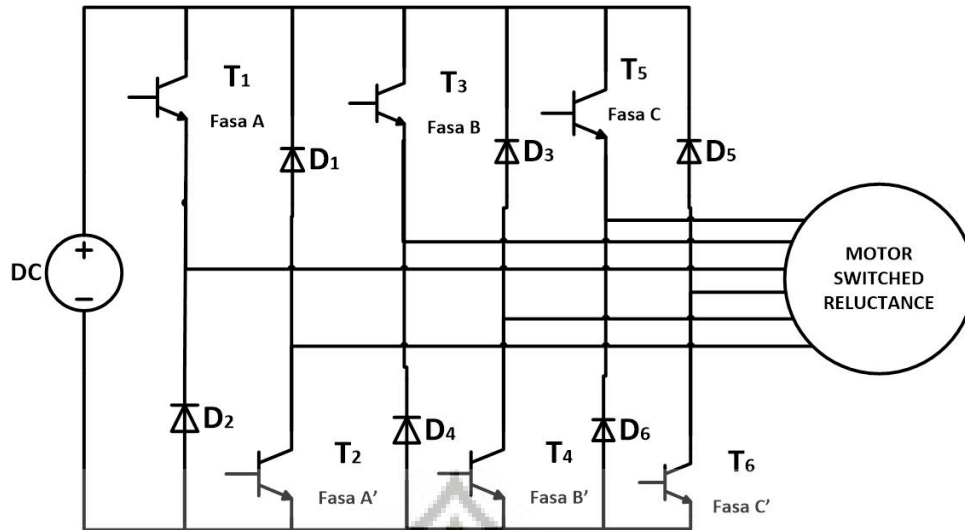 T1
Fasa A
T3
Fasa B
T5
Fasa C
D1
D3
D5
DC
+
−
MOTOR
SWITCHED
RELUCTANCE
D2
D4
D6
T2
Fasa A’
T4
Fasa B’
T6
Fasa C’